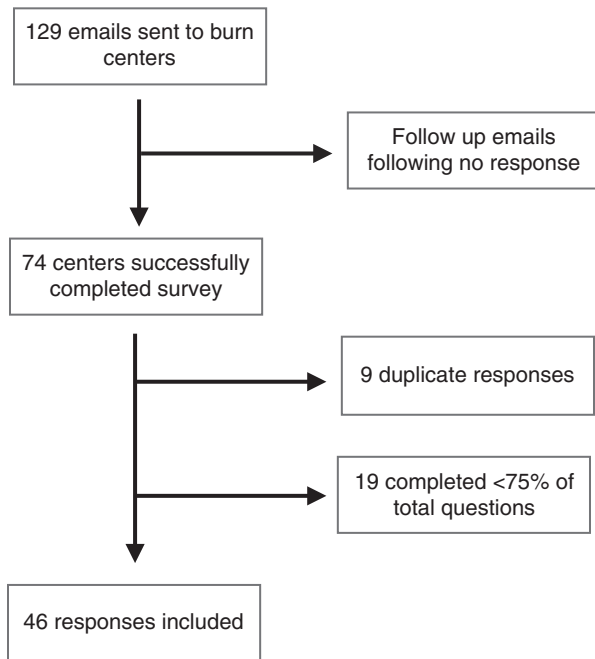 129 emails sent to burn
centers
Follow up emails
following no response
74 centers successfully
completed survey
9 duplicate responses
19 completed <75% of
total questions
46 responses included